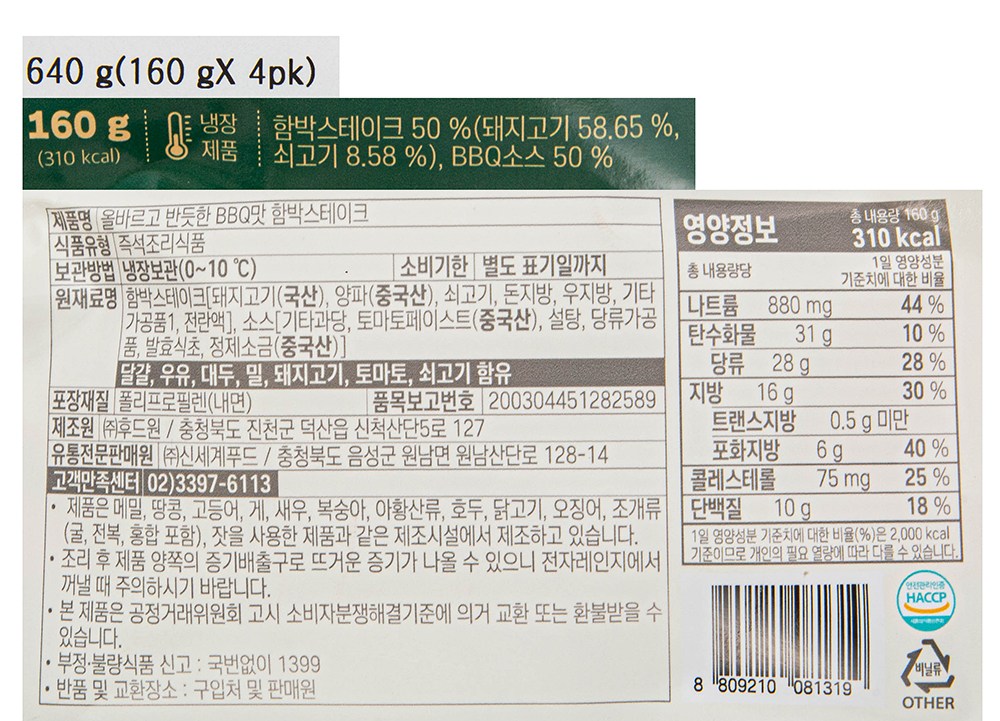 640 g(160 gX 4pk)
160 g
(310 kcal)
냉장
제품
함박스테이크 50 %(돼지고기 58.65 %,
쇠고기 8.58 %), BBQ소스 50 %
제품명 올바르고 반듯한 BBQ맛 함박스테이크
식품유형 즉석조리식품
보관방법 냉장보관(0~10 ℃) 소비기한 별도 표기일까지
원재료명 함박스테이크[돼지고기(국산), 양파(중국산), 쇠고기, 돈지방, 우지방, 기타
가공품1, 전란액], 소스[기타과당, 토마토페이스트(중국산), 설탕, 당류가공
품, 발효식초, 정제소금(중국산)]
달걀, 우유, 대두, 밀, 돼지고기, 토마토, 쇠고기 함유
포장재질 폴리프로필렌(내면) 품목보고번호 200304451282589
제조원 ㈜후드원 / 충청북도 진천군 덕산읍 신척산단5로 127
유통전문판매원 ㈜신세계푸드 / 충청북도 음성군 원남면 원남산단로 128-14
고객만족센터 02)3397-6113
• 제품은 메밀, 땅콩, 고등어, 게, 새우, 복숭아, 아황산류, 호두, 닭고기, 오징어, 조개류
(굴, 전복, 홍합 포함), 잣을 사용한 제품과 같은 제조시설에서 제조하고 있습니다.
• 조리 후 제품 양쪽의 증기배출구로 뜨거운 증기가 나올 수 있으니 전자레인지에서
꺼낼 때 주의하시기 바랍니다.
• 본 제품은 공정거래위원회 고시 소비자분쟁해결기준에 의거 교환 또는 환불받을 수
있습니다.
• 부정·불량식품 신고 : 국번없이 1399
• 반품 및 교환장소 : 구입처 및 판매원
영양정보
총 내용량 160 g
310 kcal
총 내용량당
1일 영양성분
기준치에 대한 비율
나트륨 880 mg 44 %
탄수화물 31 g 10 %
당류 28 g 28 %
지방 16 g 30 %
트랜스지방 0.5 g 미만
포화지방 6 g 40 %
콜레스테롤 75 mg 25 %
단백질 10 g 18 %
1일 영양성분 기준치에 대한 비율(%)은 2,000 kcal
기준이므로 개인의 필요 열량에 따라 다를 수 있습니다.
8 809210 081319
안전관리인증
HACCP
비닐류
OTHER